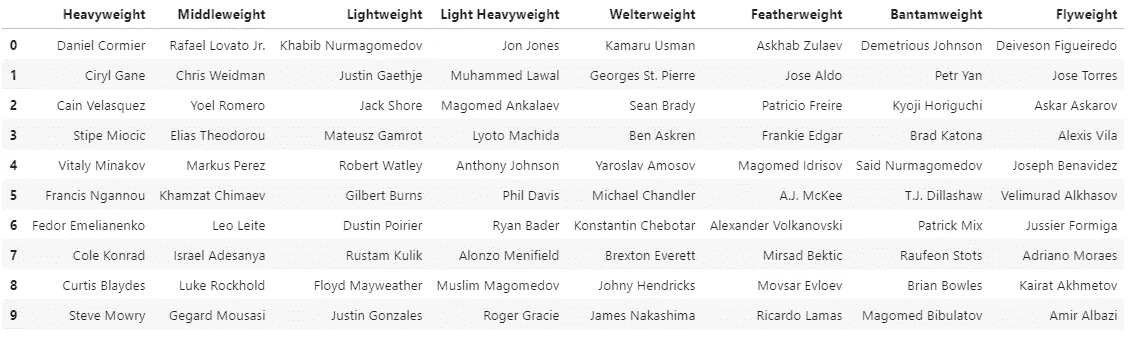 Heavyweight Middleweight Lightweight Light Heavyweight Welterweight Featherweight Bantamweight Flyweight
0 Daniel Cormier Rafael Lovato Jr. Khabib Nurmagomedov Jon Jones Kamaru Usman Askhab Zulaev Demetrious Johnson Deiveson Figueiredo
1 Ciryl Gane Chris Weidman Justin Gaethje Muhammed Lawal Georges St. Pierre Jose Aldo Petr Yan Jose Torres
2 Cain Velasquez Yoel Romero Jack Shore Magomed Ankalaev Sean Brady Patricio Freire Kyoji Horiguchi Askar Askarov
3 Stipe Miocic Elias Theodorou Mateusz Gamrot Lyoto Machida Ben Askren Frankie Edgar Brad Katona Alexis Vila
4 Vitaly Minakov Markus Perez Robert Watley Anthony Johnson Yaroslav Amosov Magomed Idrisov Said Nurmagomedov Joseph Benavidez
5 Francis Ngannou Khamzat Chimaev Gilbert Burns Phil Davis Michael Chandler A.J. McKee T.J. Dillashaw Velimurad Alkhasov
6 Fedor Emelianenko Leo Leite Dustin Poirier Ryan Bader Konstantin Chebotar Alexander Volkanovski Patrick Mix Jussier Formiga
7 Cole Konrad Israel Adesanya Rustam Kulik Alonzo Menifield Brexton Everett Mirsad Bektic Raufeon Stots Adriano Moraes
8 Curtis Blaydes Luke Rockhold Floyd Mayweather Muslim Magomedov Johny Hendricks Movsar Evloev Brian Bowles Kairat Akhmetov
9 Steve Mowry Gegard Mousasi Justin Gonzales Roger Gracie James Nakashima Ricardo Lamas Magomed Bibulatov Amir Albazi